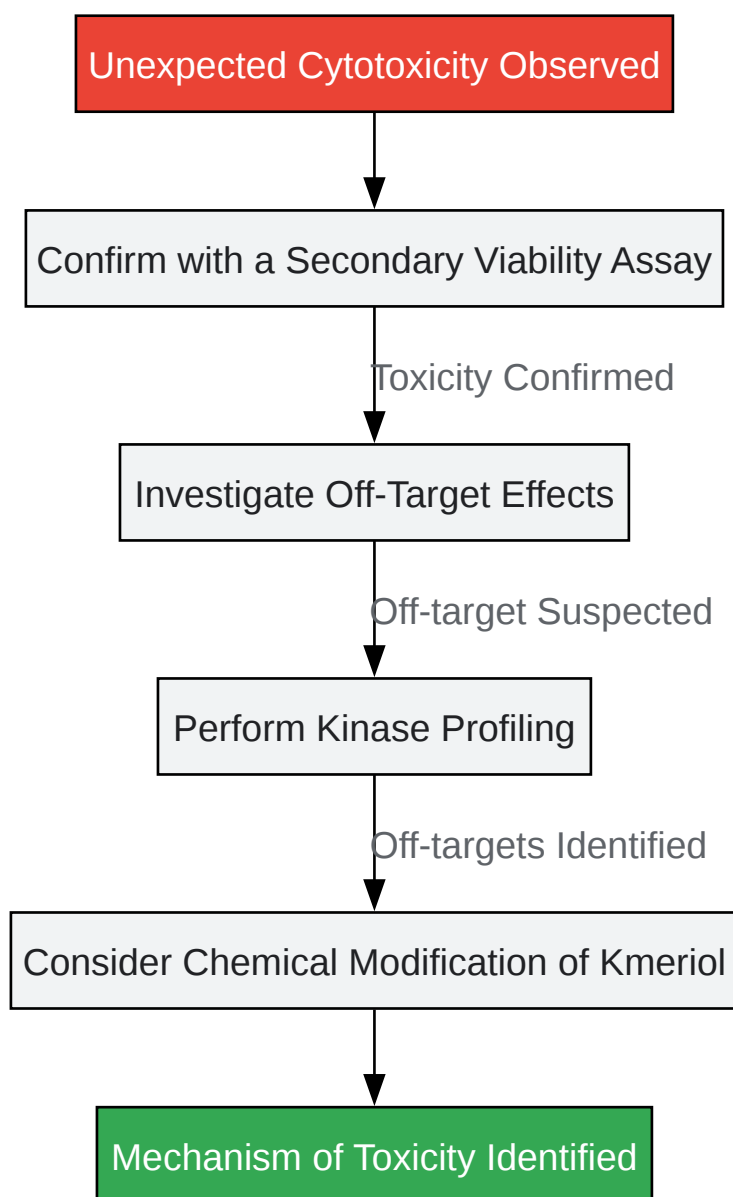 Unexpected Cytotoxicity Observed
Confirm with a Secondary Viability Assay
Toxicity Confirmed
Investigate Off-Target Effects
Off-target Suspected
Perform Kinase Profiling
Off-targets Identified
Consider Chemical Modification of Kmeriol
Mechanism of Toxicity Identified